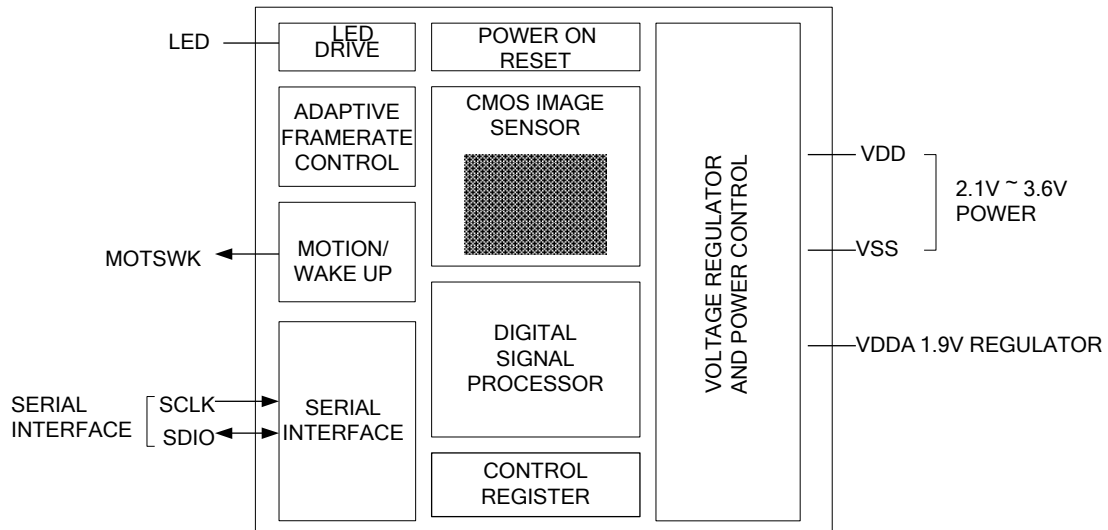 LED
LED
DRIVE
POWER ON
RESET
ADAPTIVE
FRAMERATE
CONTROL
CMOS IMAGE
SENSOR
MOTSWK
MOTION/
WAKE UP
DIGITAL
SIGNAL
PROCESSOR
SERIAL
INTERFACE
SCLK
SDIO
SERIAL
INTERFACE
CONTROL
REGISTER
VOLTAGE REGULATOR
AND POWER CONTROL
VDD
VSS
2.1V ~ 3.6V
POWER
VDDA 1.9V REGULATOR